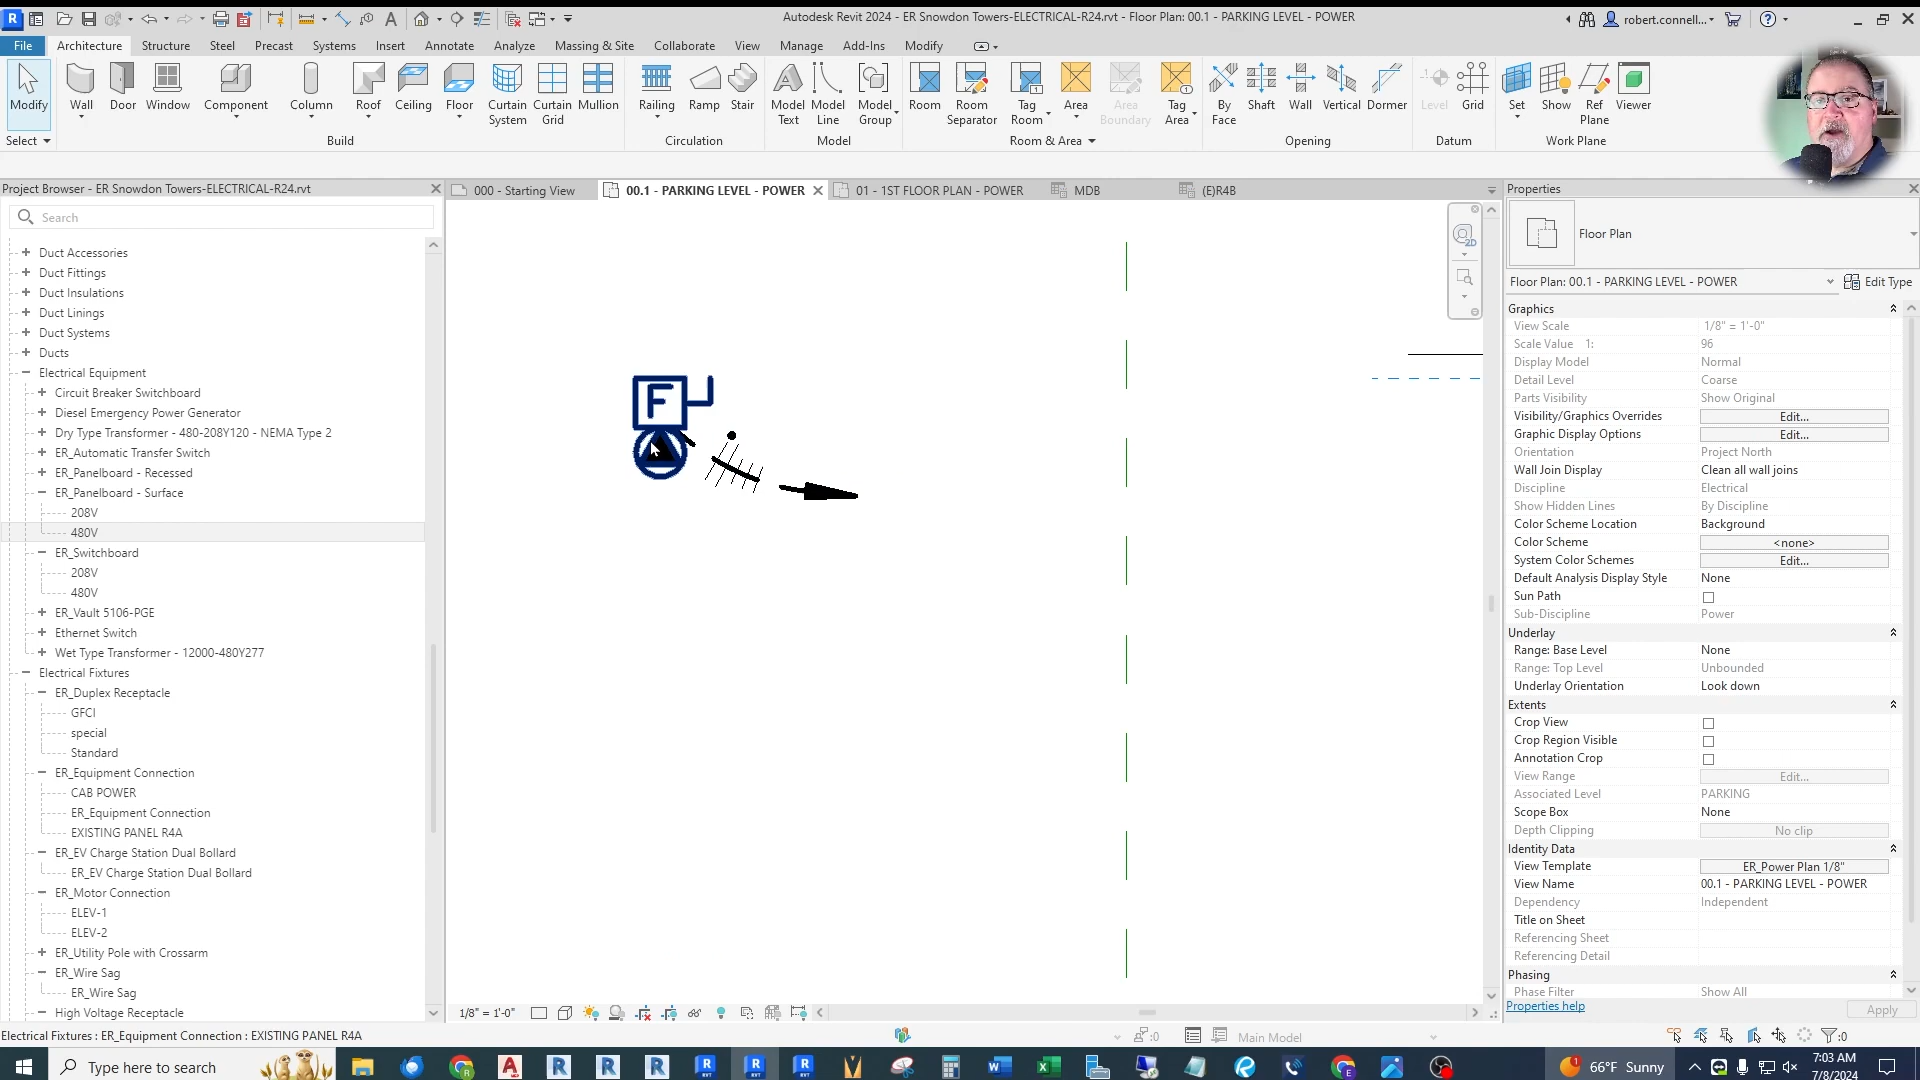 Autodesk Revit 2024 - ER Snowdon Towers-ELECTRICAL-R24.rvt - Floor Plan: 00.1 - PARKING LEVEL - POWER
robert.connell...
File Architecture Structure Steel Precast Systems Insert Annotate Analyze Massing & Site Collaborate View Manage Add-Ins Modify
Modify Wall Door Window Component Column Roof Ceiling Floor Curtain System Curtain Grid Mullion Railing Ramp Stair Model Text Model Line Model Group Room Room Separator Tag Room Area Area Boundary Tag Area By Face Shaft Wall Vertical Dormer Level Grid Set Show Ref Plane Viewer
Select Build Circulation Model Room & Area Opening Datum Work Plane
Project Browser - ER Snowdon Towers-ELECTRICAL-R24.rvt
Search
Duct Accessories
Duct Fittings
Duct Insulations
Duct Linings
Duct Systems
Ducts
Electrical Equipment
Circuit Breaker Switchboard
Diesel Emergency Power Generator
Dry Type Transformer - 480-208Y120 - NEMA Type 2
ER_Automatic Transfer Switch
ER_Panelboard - Recessed
ER_Panelboard - Surface
208V
480V
ER_Switchboard
208V
480V
ER_Vault 5106-PGE
Ethernet Switch
Wet Type Transformer - 12000-480Y277
Electrical Fixtures
ER_Duplex Receptacle
GFCI
special
Standard
ER_Equipment Connection
CAB POWER
ER_Equipment Connection
EXISTING PANEL R4A
ER_EV Charge Station Dual Bollard
ER_EV Charge Station Dual Bollard
ER_Motor Connection
ELEV-1
ELEV-2
ER_Utility Pole with Crossarm
ER_Wire Sag
ER_Wire Sag
High Voltage Receptacle
000 - Starting View 00.1 - PARKING LEVEL - POWER 01 - 1ST FLOOR PLAN - POWER MDB (E)R4B
2D
F
1/8" = 1'-0"
Properties
Floor Plan
Floor Plan: 00.1 - PARKING LEVEL - POWER Edit Type
Graphics
View Scale 1/8" = 1'-0"
Scale Value 1: 96
Display Model Normal
Detail Level Coarse
Parts Visibility Show Original
Visibility/Graphics Overrides Edit...
Graphic Display Options Edit...
Orientation Project North
Wall Join Display Clean all wall joins
Discipline Electrical
Show Hidden Lines By Discipline
Color Scheme Location Background
Color Scheme <none>
System Color Schemes Edit...
Default Analysis Display Style None
Sun Path
Sub-Discipline Power
Underlay
Range: Base Level None
Range: Top Level Unbounded
Underlay Orientation Look down
Extents
Crop View
Crop Region Visible
Annotation Crop
View Range Edit...
Associated Level PARKING
Scope Box None
Depth Clipping No clip
Identity Data
View Template ER_Power Plan 1/8"
View Name 00.1 - PARKING LEVEL - POWER
Dependency Independent
Title on Sheet
Referencing Sheet
Referencing Detail
Phasing
Phase Filter Show All
Properties help Apply
Electrical Fixtures : ER_Equipment Connection : EXISTING PANEL R4A
:0 Main Model :0
Type here to search
66°F Sunny
7:03 AM
7/8/2024